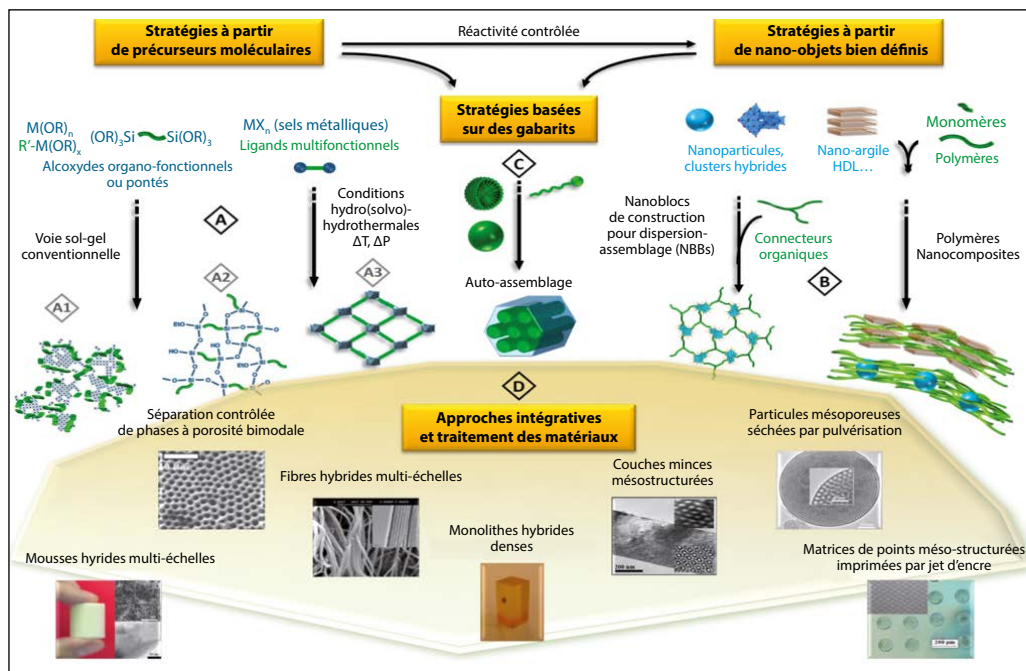 Stratégies à partir
de précurseurs moléculaires
Réactivité contrôlée
Stratégies à partir
de nano-objets bien définis
Stratégies basées
sur des gabarits
M(OR)n
R'-M(OR)x
(OR)3Si
Si(OR)3
Alcoxydes organo-fonctionnels
ou pontés
MXn (sels métalliques)
Ligands multifonctionnels
C
Nanoparticules,
clusters hybrides
Nano-argile
HDL...
Monomères
Polymères
A
Voie sol-gel
conventionnelle
Conditions
hydro(solvo)-
hydrothermales
ΔT, ΔP
Nanoblocs
de construction
pour dispersion-
assemblage (NBBs)
Connecteurs
organiques
Polymères
Nanocomposites
A1
A2
A3
Auto-assemblage
B
D
Approches intégratives
et traitement des matériaux
Séparation contrôlée
de phases à porosité bimodale
Fibres hybrides multi-échelles
Monolithes hybrides
denses
Couches minces
mésostructurées
Particules mésoporeuses
séchées par pulvérisation
Mousses hyrides multi-échelles
Matrices de points méso-structurées
imprimées par jet d'encre
200 nm
200 µm